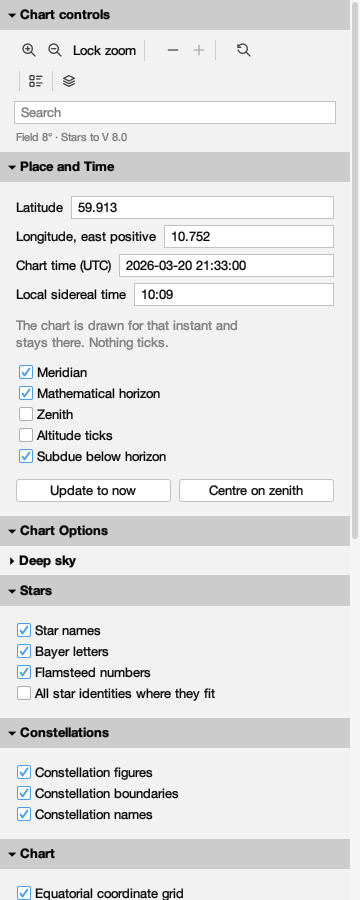 Chart controls
Lock zoom
Search
Field 8° · Stars to V 8.0
Place and Time
Latitude 59.913
Longitude, east positive 10.752
Chart time (UTC) 2026-03-20 21:33:00
Local sidereal time 10:09
The chart is drawn for that instant and
stays there. Nothing ticks.
Meridian
Mathematical horizon
Zenith
Altitude ticks
Subdue below horizon
Update to now Centre on zenith
Chart Options
Deep sky
Stars
Star names
Bayer letters
Flamsteed numbers
All star identities where they fit
Constellations
Constellation figures
Constellation boundaries
Constellation names
Chart
Equatorial coordinate grid